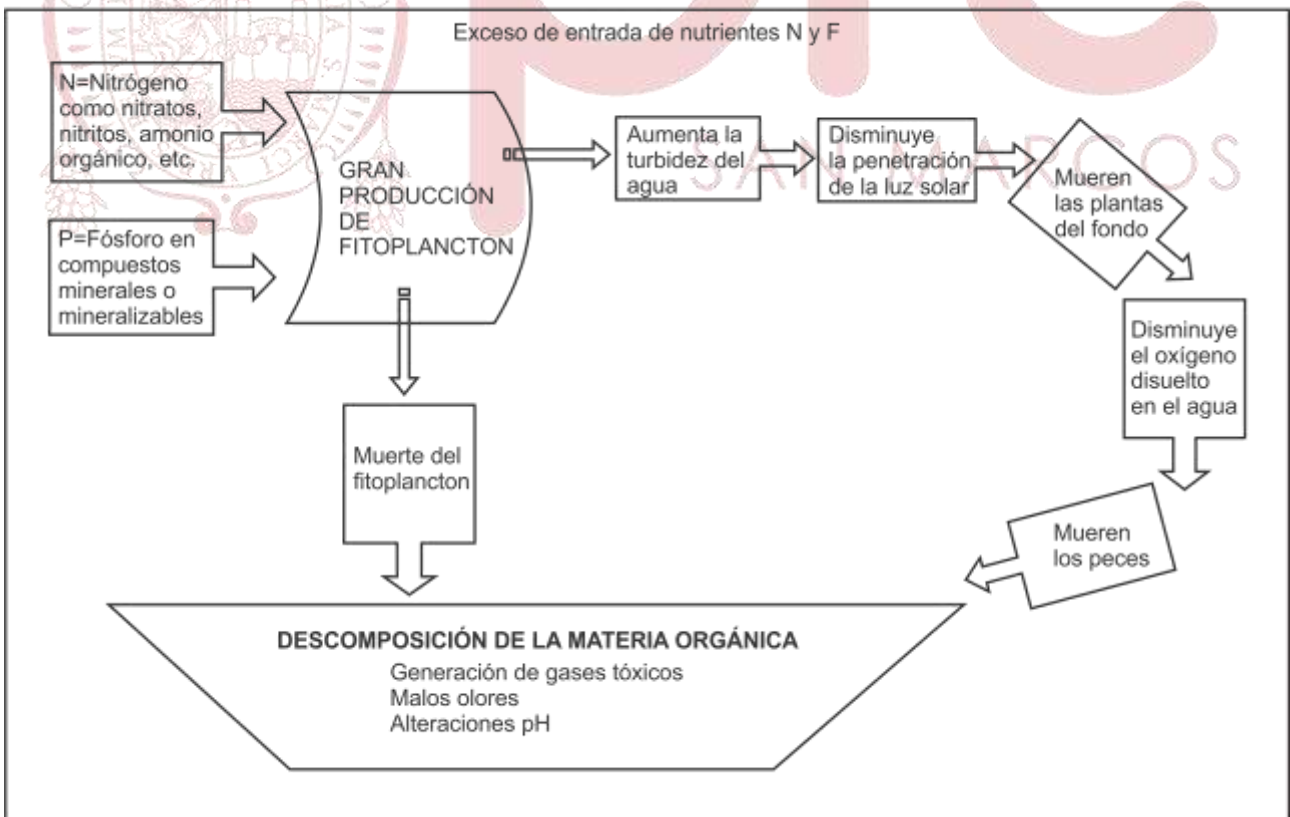 Exceso de entrada de nutrientes N y F
N=Nitrógeno
como nitratos,
nitritos, amonio
orgánico, etc.
P=Fósforo en
compuestos
minerales o
mineralizables
GRAN
PRODUCCIÓN
DE
FITOPLANCTON
Aumenta la
turbidez del
agua
Disminuye
la penetración
de la luz solar
Mueren
las plantas
del fondo
Disminuye
el oxígeno
disuelto
en el agua
Mueren
los peces
Muerte del
fitoplancton
DESCOMPOSICIÓN DE LA MATERIA ORGÁNICA
Generación de gases tóxicos
Malos olores
Alteraciones pH
SAN MARCOS